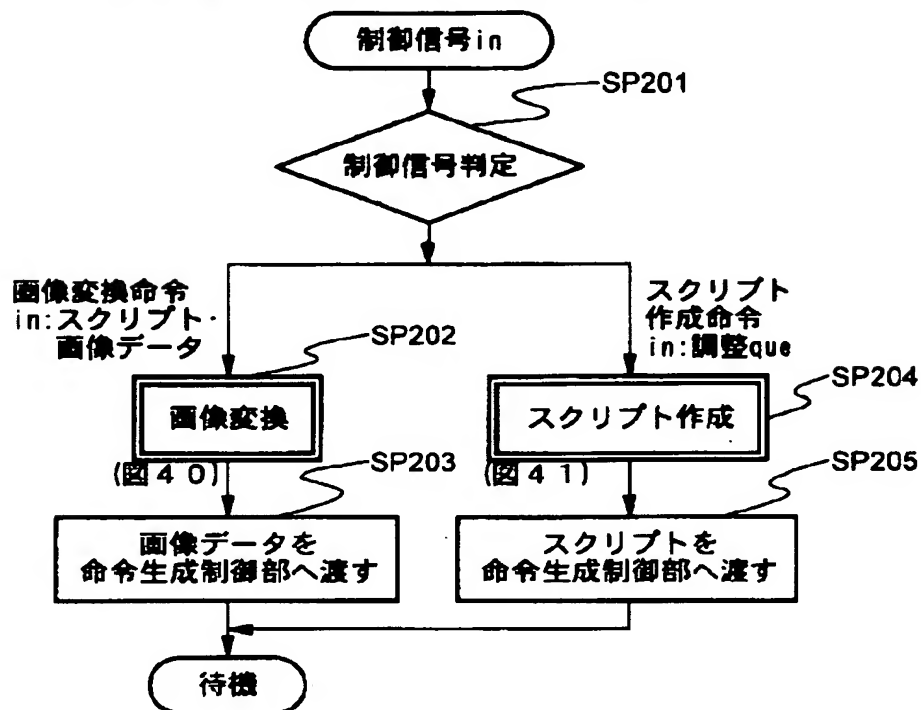 制御信号in
SP201
制御信号判定
画像変換命令
in:スクリプト・
画像データ
スクリプト
作成命令
in:調整que
SP202
SP204
画像変換
スクリプト作成
(図40)
SP203
(図41)
SP205
画像データを
命令生成制御部へ渡す
スクリプトを
命令生成制御部へ渡す
待機